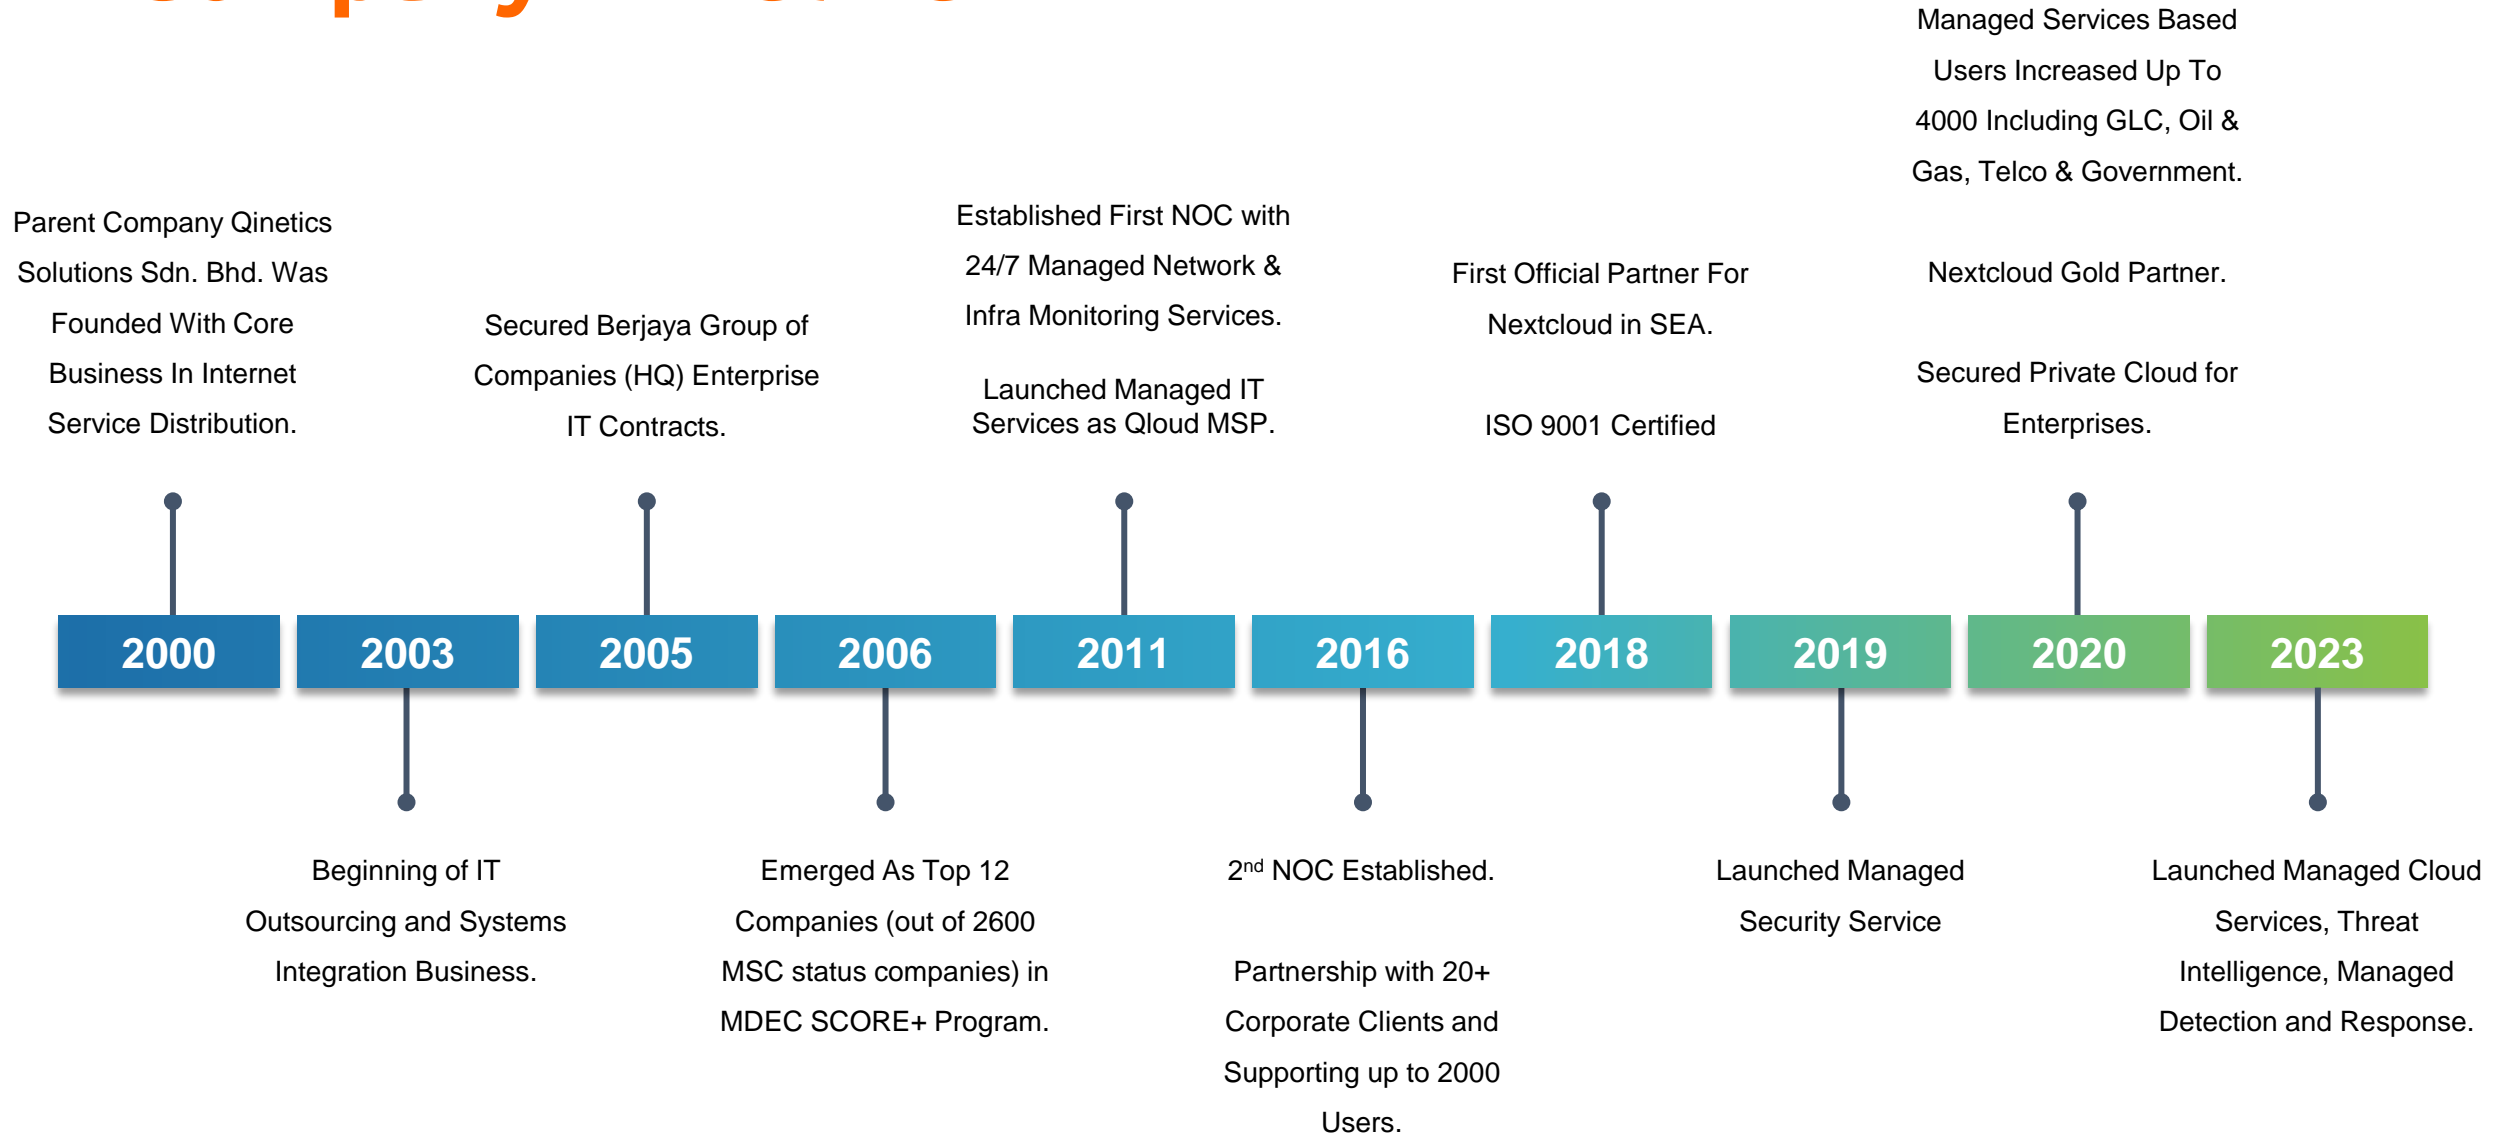 Managed Services Based
Users Increased Up To
4000 Including GLC, Oil &
Gas, Telco & Government.
Nextcloud Gold Partner.
Secured Private Cloud for
Enterprises.
Parent Company Qinetics
Solutions Sdn. Bhd. Was
Founded With Core
Business In Internet
Service Distribution.
Secured Berjaya Group of
Companies (HQ) Enterprise
IT Contracts.
Established First NOC with
24/7 Managed Network &
Infra Monitoring Services.
Launched Managed IT
Services as Qloud MSP.
First Official Partner For
Nextcloud in SEA.
ISO 9001 Certified
2000
2003
2005
2006
2011
2016
2018
2019
2020
2023
Beginning of IT
Outsourcing and Systems
Integration Business.
Emerged As Top 12
Companies (out of 2600
MSC status companies) in
MDEC SCORE+ Program.
2nd NOC Established.
Partnership with 20+
Corporate Clients and
Supporting up to 2000
Users.
Launched Managed
Security Service
Launched Managed Cloud
Services, Threat
Intelligence, Managed
Detection and Response.